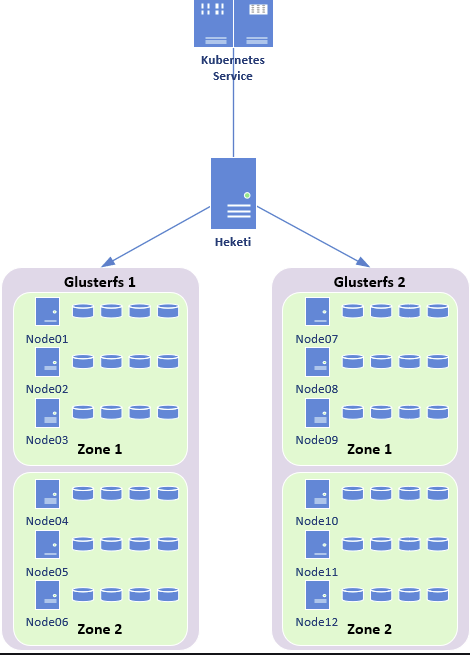 Kubernetes
Service
Heketi
Glusterfs 1
Node01
Node02
Node03
Zone 1
Node04
Node05
Node06
Zone 2
Glusterfs 2
Node07
Node08
Node09
Zone 1
Node10
Node11
Node12
Zone 2